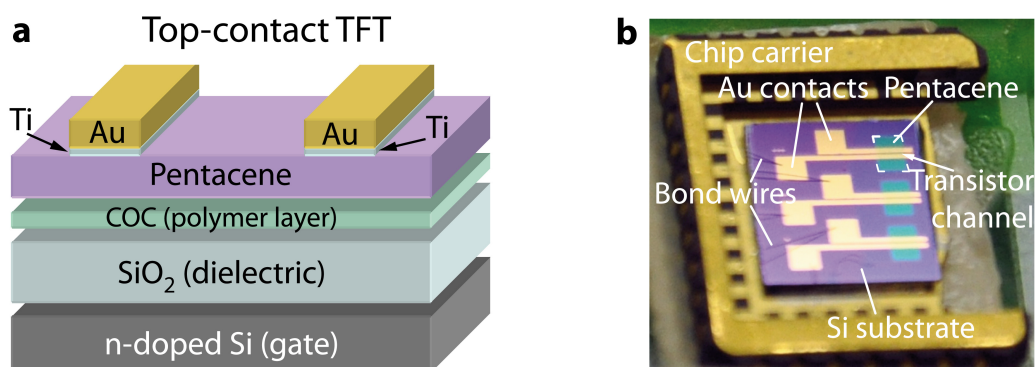 a
Top-contact TFT
Ti
Au
Au
Ti
Pentacene
COC (polymer layer)
SiO₂ (dielectric)
n-doped Si (gate)
b
Chip carrier
Au contacts
Pentacene
Bond wires
Transistor
channel
Si substrate